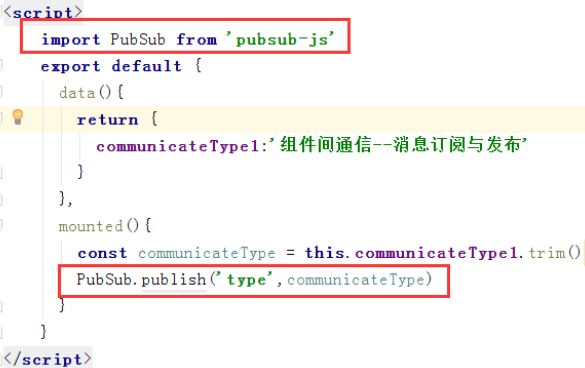 <script>
import PubSub from 'pubsub-js'
export default {
data(){
return {
communicateType1:'组件间通信--消息订阅与发布'
}
},
mounted(){
const communicateType = this.communicateType1.trim()
PubSub.publish('type',communicateType)
}
}
</script>